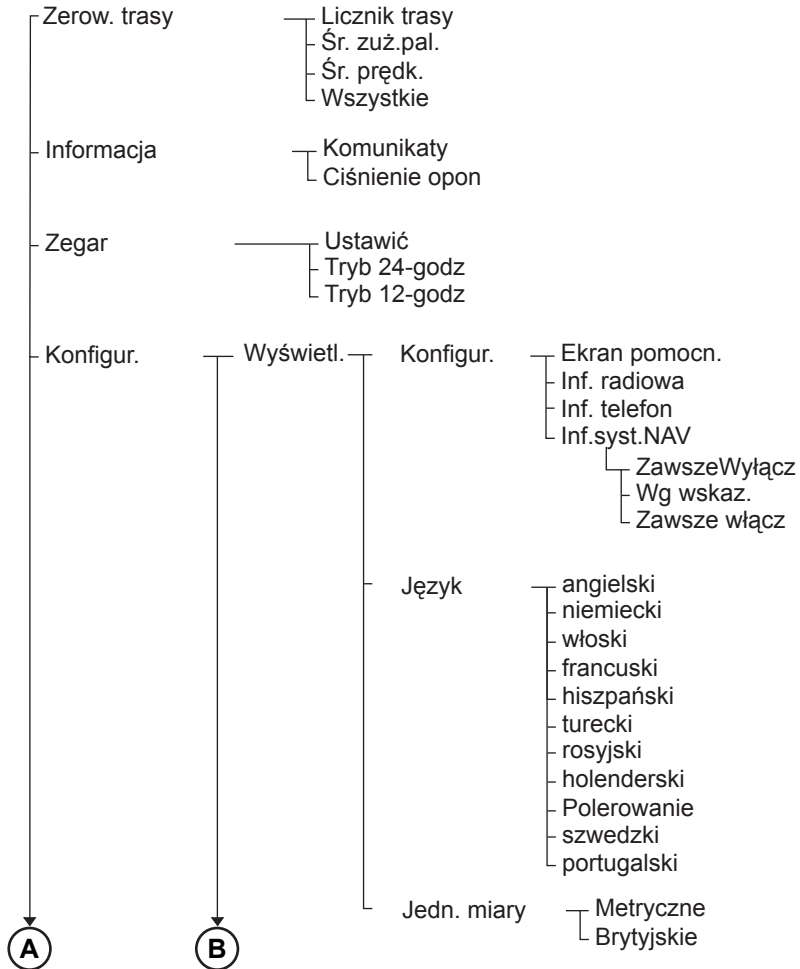 Zerow. trasy
Licznik trasy
Śr. zuż.pal.
Śr. prędk.
Wszystkie
Informacja
Komunikaty
Ciśnienie opon
Zegar
Ustawić
Tryb 24-godz
Tryb 12-godz
Konfigur.
Wyświetl.
Konfigur.
Ekran pomocn.
Inf. radiowa
Inf. telefon
Inf.syst.NAV
ZawszeWyłącz
Wg wskaz.
Zawsze włącz
Język
angielski
niemiecki
włoski
francuski
hiszpański
turecki
rosyjski
holenderski
Polerowanie
szwedzki
portugalski
Jedn. miary
Metryczne
Brytyjskie
A
B